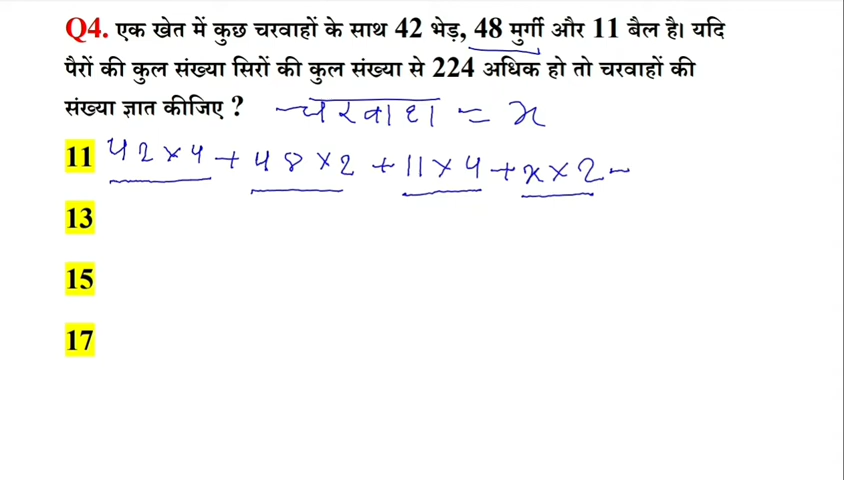 Q4. एक खेत में कुछ चरवाहों के साथ 42 भेड़, 48 मुर्गी और 11 बैल है। यदि
पैरों की कुल संख्या सिरों की कुल संख्या से 224 अधिक हो तो चरवाहों की
संख्या ज्ञात कीजिए ? चरवाहा = x
11 42×4 + 48×2 + 11×4 + x×2 -
13
15
17